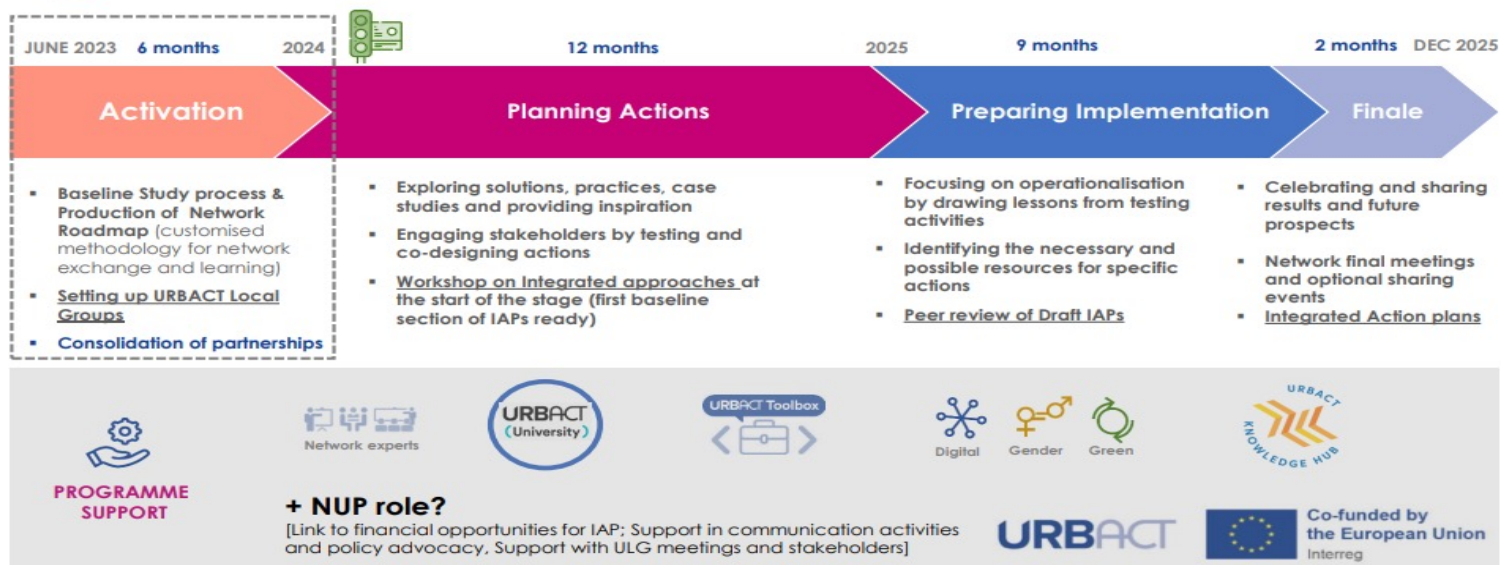 JUNE 2023 6 months 2024 12 months 2025 9 months 2 months DEC 2025
Activation
Planning Actions
Preparing Implementation
Finale
▪ Baseline Study process &
Production of Network
Roadmap (customised
methodology for network
exchange and learning)
▪ Setting up URBACT Local
Groups
▪ Consolidation of partnerships
▪ Exploring solutions, practices, case
studies and providing inspiration
▪ Engaging stakeholders by testing and
co-designing actions
▪ Workshop on Integrated approaches at
the start of the stage (first baseline
section of IAPs ready)
▪ Focusing on operationalisation
by drawing lessons from testing
activities
▪ Identifying the necessary and
possible resources for specific
actions
▪ Peer review of Draft IAPs
▪ Celebrating and sharing
results and future
prospects
▪ Network final meetings
and optional sharing
events
▪ Integrated Action plans
PROGRAMME
SUPPORT
Network experts
URBACT
(University)
URBACT Toolbox
Digital
Gender
Green
URBACT
KNOWLEDGE HUB
+ NUP role?
[Link to financial opportunities for IAP; Support in communication activities
and policy advocacy, Support with ULG meetings and stakeholders]
URBACT
Co-funded by
the European Union
Interreg